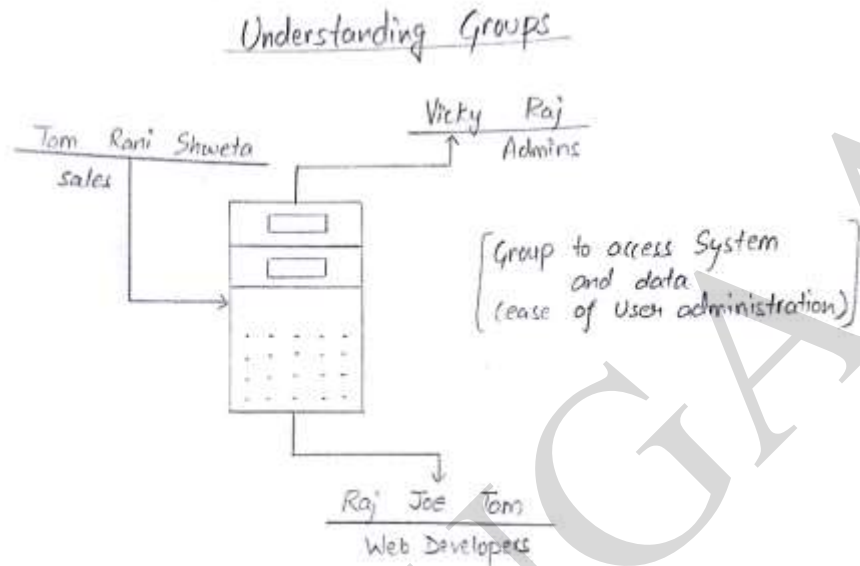 Understanding Groups
Vicky Raj
Admins
Tom Rani Shweta
sales
[Group to access System
and data
(ease of User administration)]
Raj Joe Tom
Web Developers